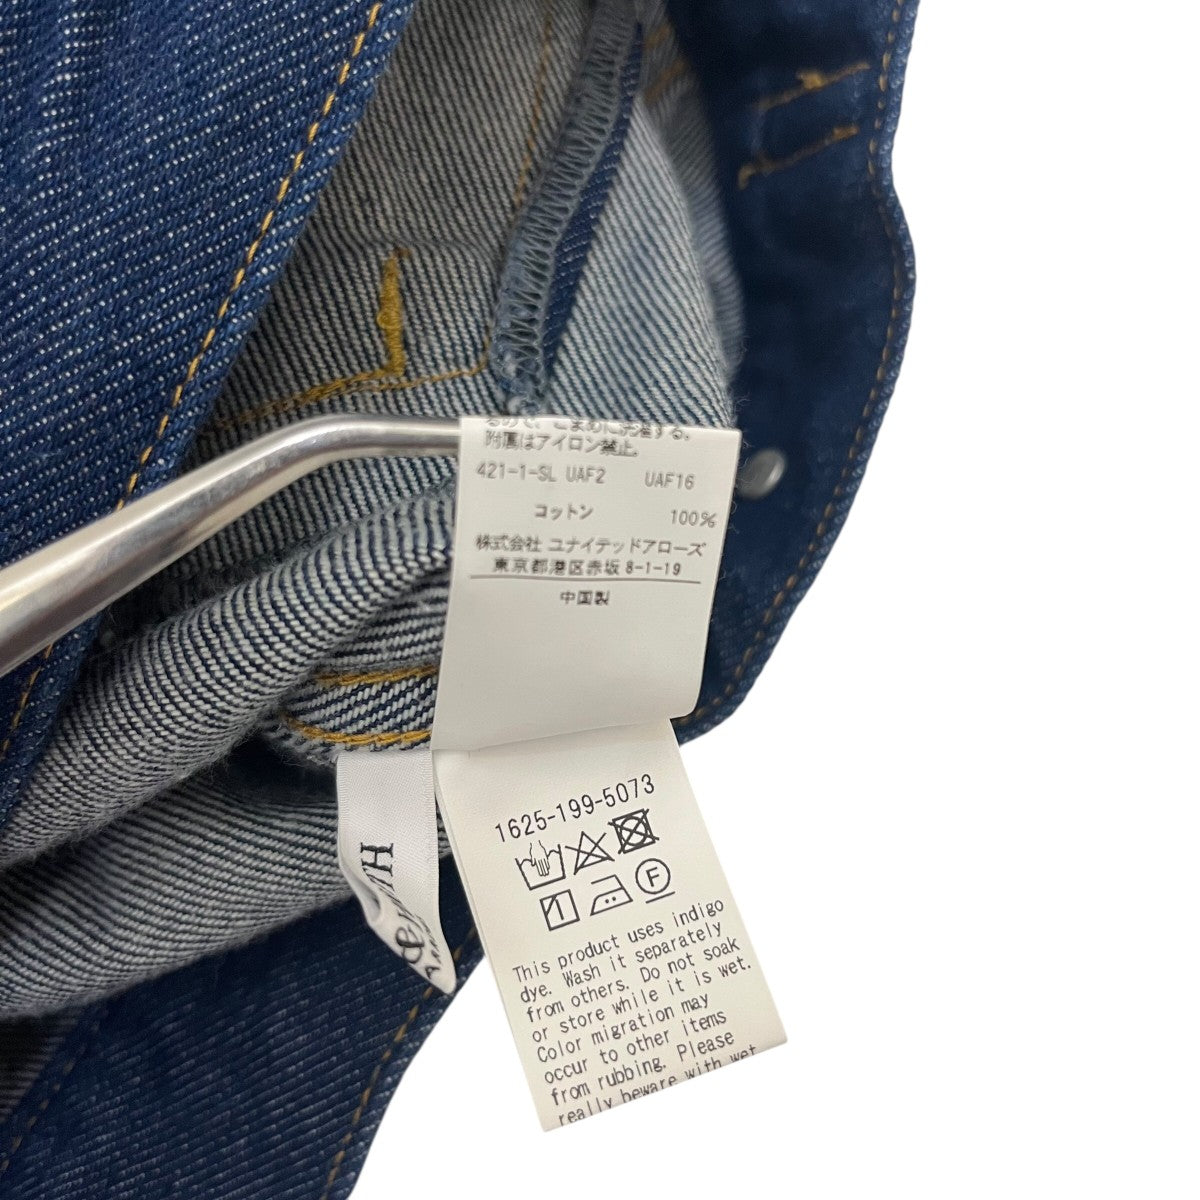 るので、こまめに洗濯する。
附属はアイロン禁止。
421-1-SL UAF2 UAF16
コットン 100%
株式会社 ユナイテッドアローズ
東京都港区赤坂 8-1-19
中国製
1625-199-5073
F
This product uses indigo
dye. Wash it separately
from others. Do not soak
or store while it is wet.
Color migration may
occur to other items
from rubbing. Please
really beware with wet